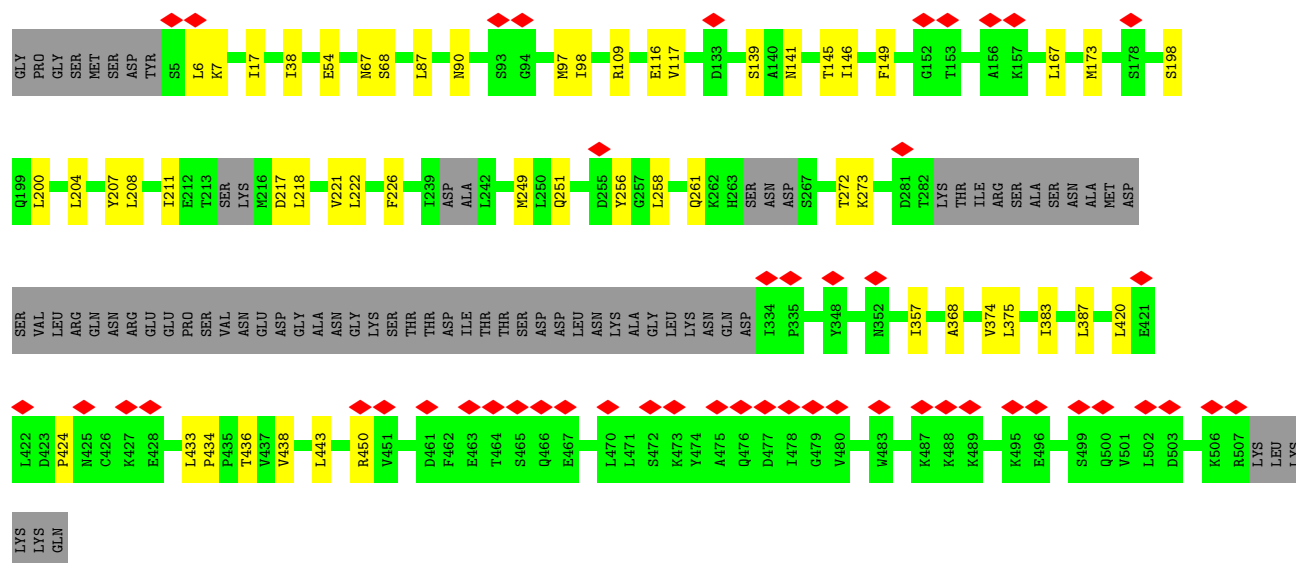 GLY PRO GLY SER MET SER ASP TYR S5 L6 K7 I17 I38 E54 N67 S68 L87 N90 S93 G94 M97 I98 R109 E116 V117 D133 S139 A140 N141 T145 I146 F149 G152 T153 A156 K157 L167 M173 S178 S198
Q199 L200 L204 Y207 L208 I211 E212 T213 SER LYS M216 D217 L218 V221 L222 F226 I239 ASP ALA L242 M249 L250 Q251 D255 Y256 G257 L258 Q261 K262 H263 SER ASN ASP S267 T272 K273 D281 T282 LYS THR ILE ARG SER ALA SER ASN ALA MET ASP
SER VAL LEU ARG GLN ASN ARG GLU GLU PRO SER VAL ASN GLU ASP GLY ALA ASN GLY LYS SER THR THR ASP ILE THR THR SER ASP ASP LEU ASN LYS ALA GLY LEU LYS ASN GLN ASP I334 P335 Y348 N352 I357 A368 V374 L375 I383 L387 L420 E421
L422 D423 P424 N425 C426 K427 E428 L433 P434 P435 T436 V437 V438 L443 R450 V451 D461 F462 E463 T464 S465 Q466 E467 L470 L471 S472 K473 Y474 A475 Q476 D477 I478 G479 V480 W483 K487 K488 K489 K495 E496 S499 Q500 V501 L502 D503 K506 R507 LYS LEU LYS
LYS LYS GLN